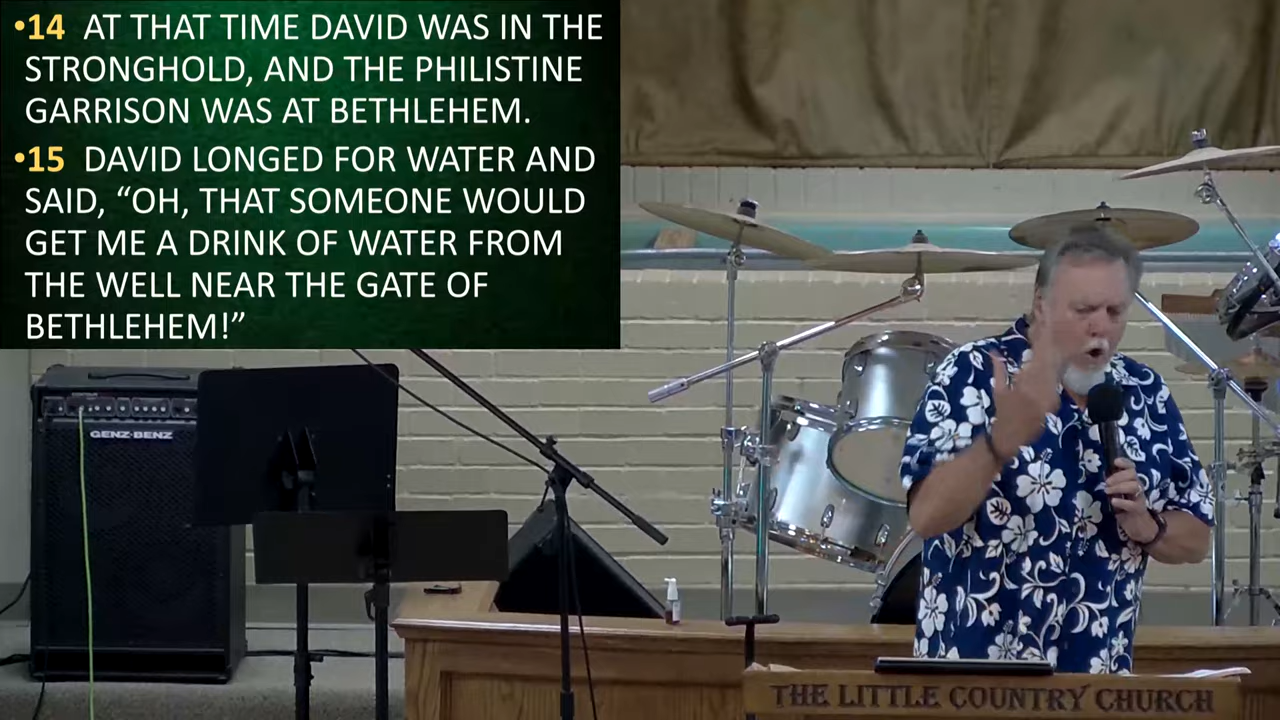 •14 AT THAT TIME DAVID WAS IN THE
STRONGHOLD, AND THE PHILISTINE
GARRISON WAS AT BETHLEHEM.
•15 DAVID LONGED FOR WATER AND
SAID, “OH, THAT SOMEONE WOULD
GET ME A DRINK OF WATER FROM
THE WELL NEAR THE GATE OF
BETHLEHEM!”
GENZ-BENZ
THE LITTLE COUNTRY CHURCH